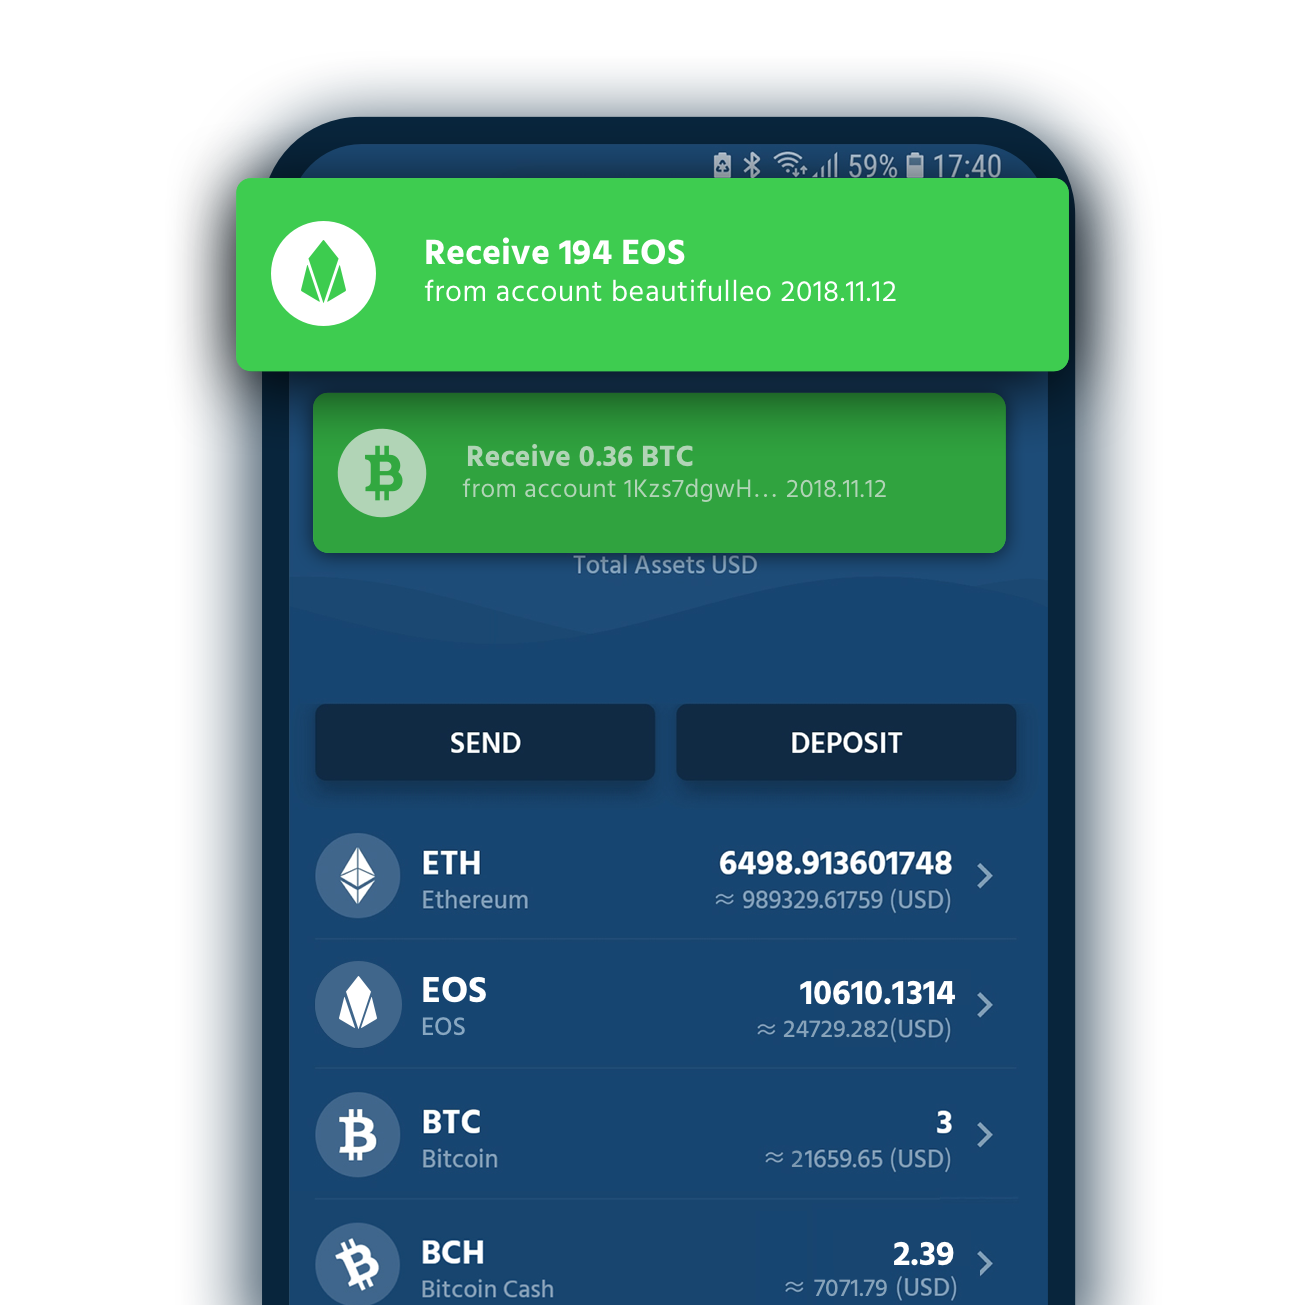 59% 17:40
Receive 194 EOS
from account beautifulleo 2018.11.12
Receive 0.36 BTC
from account 1Kzs7dgwH... 2018.11.12
Total Assets USD
SEND
DEPOSIT
ETH
6498.913601748
Ethereum
≈ 989329.61759 (USD)
EOS
10610.1314
EOS
≈ 24729.282(USD)
BTC
3
Bitcoin
≈ 21659.65 (USD)
BCH
2.39
Bitcoin Cash
≈ 7071.79 (USD)